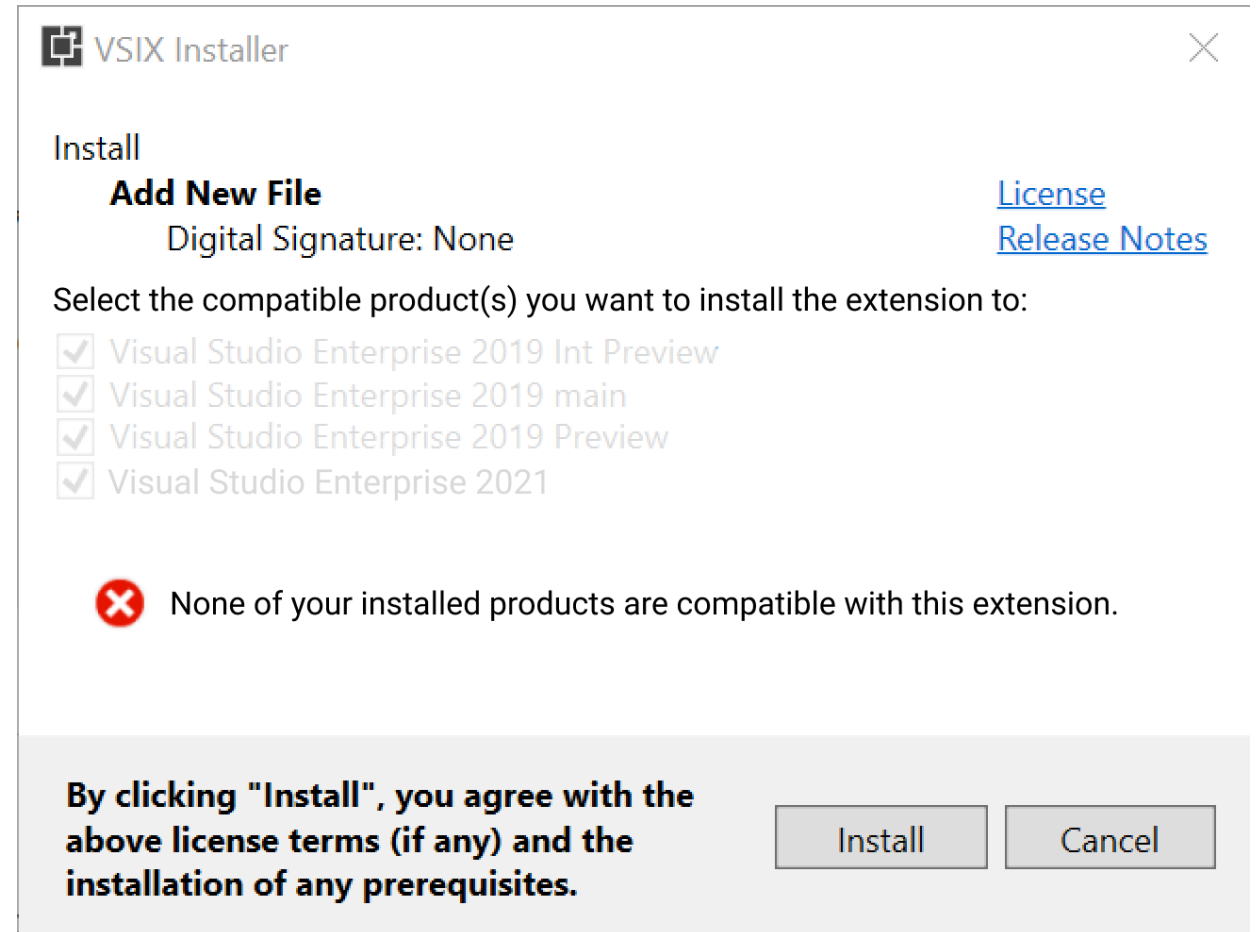 VSIX Installer
Install
Add New File
License
Digital Signature: None
Release Notes
Select the compatible product(s) you want to install the extension to:
Visual Studio Enterprise 2019 Int Preview
Visual Studio Enterprise 2019 main
Visual Studio Enterprise 2019 Preview
Visual Studio Enterprise 2021
None of your installed products are compatible with this extension.
By clicking "Install", you agree with the
above license terms (if any) and the
installation of any prerequisites.
Install
Cancel